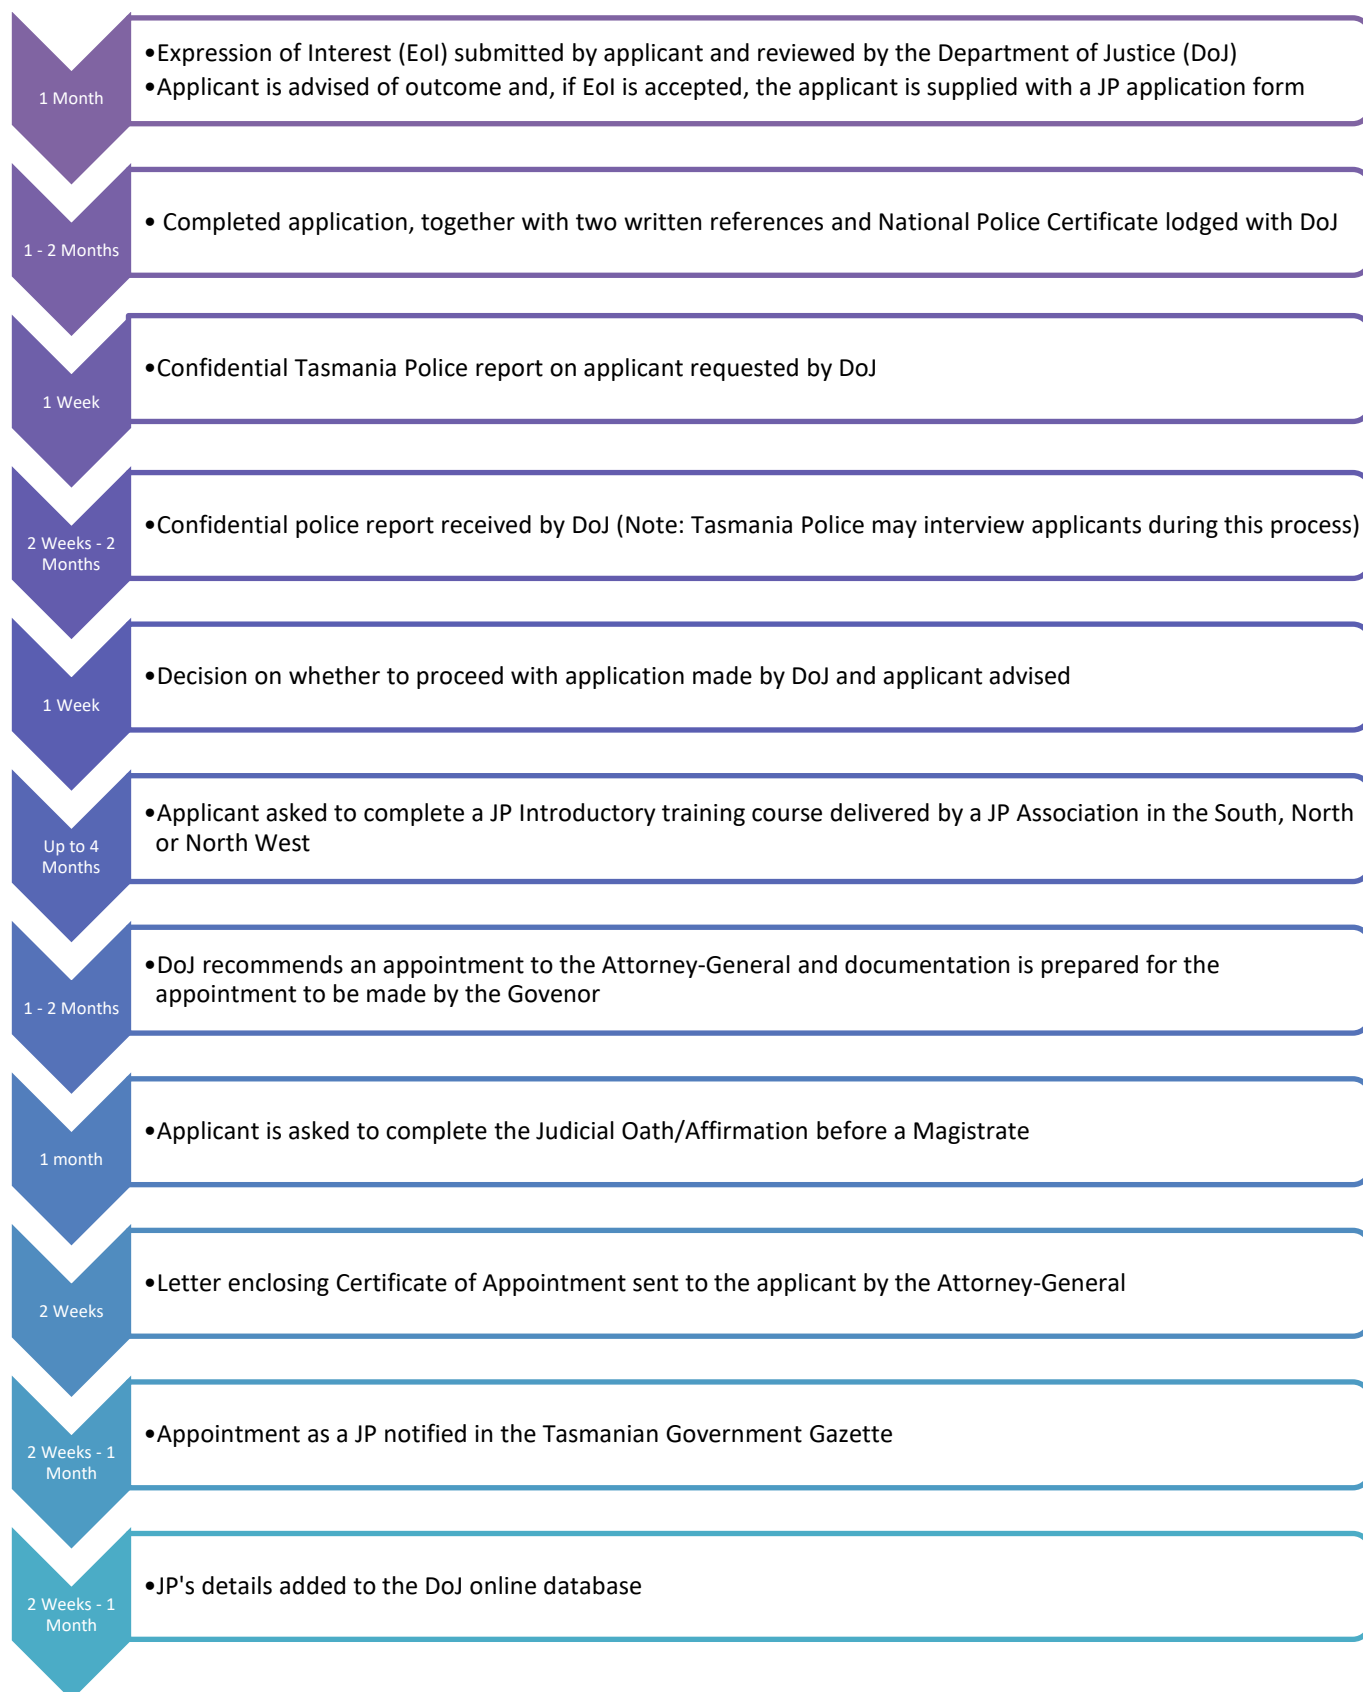 •Expression of Interest (EoI) submitted by applicant and reviewed by the Department of Justice (DoJ)
•Applicant is advised of outcome and, if EoI is accepted, the applicant is supplied with a JP application form
1 Month
• Completed application, together with two written references and National Police Certificate lodged with DoJ
1 - 2 Months
•Confidential Tasmania Police report on applicant requested by DoJ
1 Week
•Confidential police report received by DoJ (Note: Tasmania Police may interview applicants during this process)
2 Weeks - 2
Months
•Decision on whether to proceed with application made by DoJ and applicant advised
1 Week
•Applicant asked to complete a JP Introductory training course delivered by a JP Association in the South, North
or North West
Up to 4
Months
•DoJ recommends an appointment to the Attorney-General and documentation is prepared for the
appointment to be made by the Govenor
1 - 2 Months
•Applicant is asked to complete the Judicial Oath/Affirmation before a Magistrate
1 month
•Letter enclosing Certificate of Appointment sent to the applicant by the Attorney-General
2 Weeks
•Appointment as a JP notified in the Tasmanian Government Gazette
2 Weeks - 1
Month
•JP's details added to the DoJ online database
2 Weeks - 1
Month